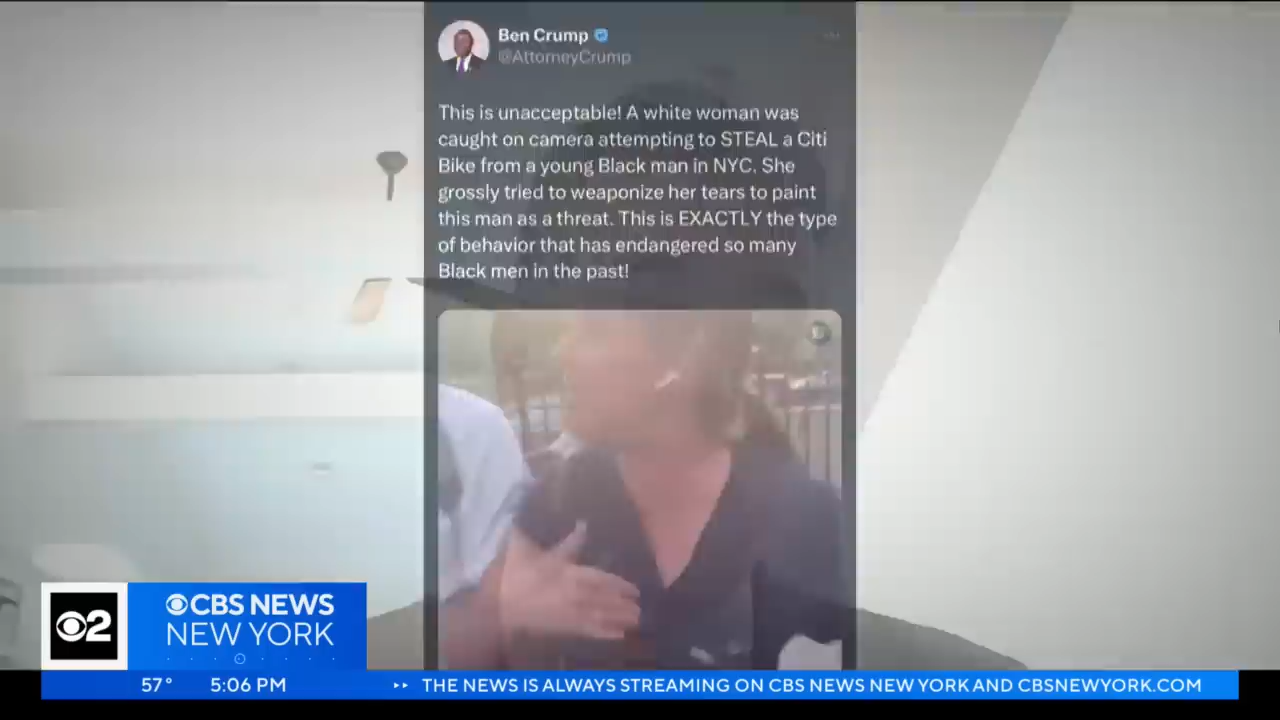 Ben Crump
@AttorneyCrump
This is unacceptable! A white woman was
caught on camera attempting to STEAL a Citi
Bike from a young Black man in NYC. She
grossly tried to weaponize her tears to paint
this man as a threat. This is EXACTLY the type
of behavior that has endangered so many
Black men in the past!
2
CBS NEWS
NEW YORK
57° 5:06 PM THE NEWS IS ALWAYS STREAMING ON CBS NEWS NEW YORK AND CBSNEWYORK.COM